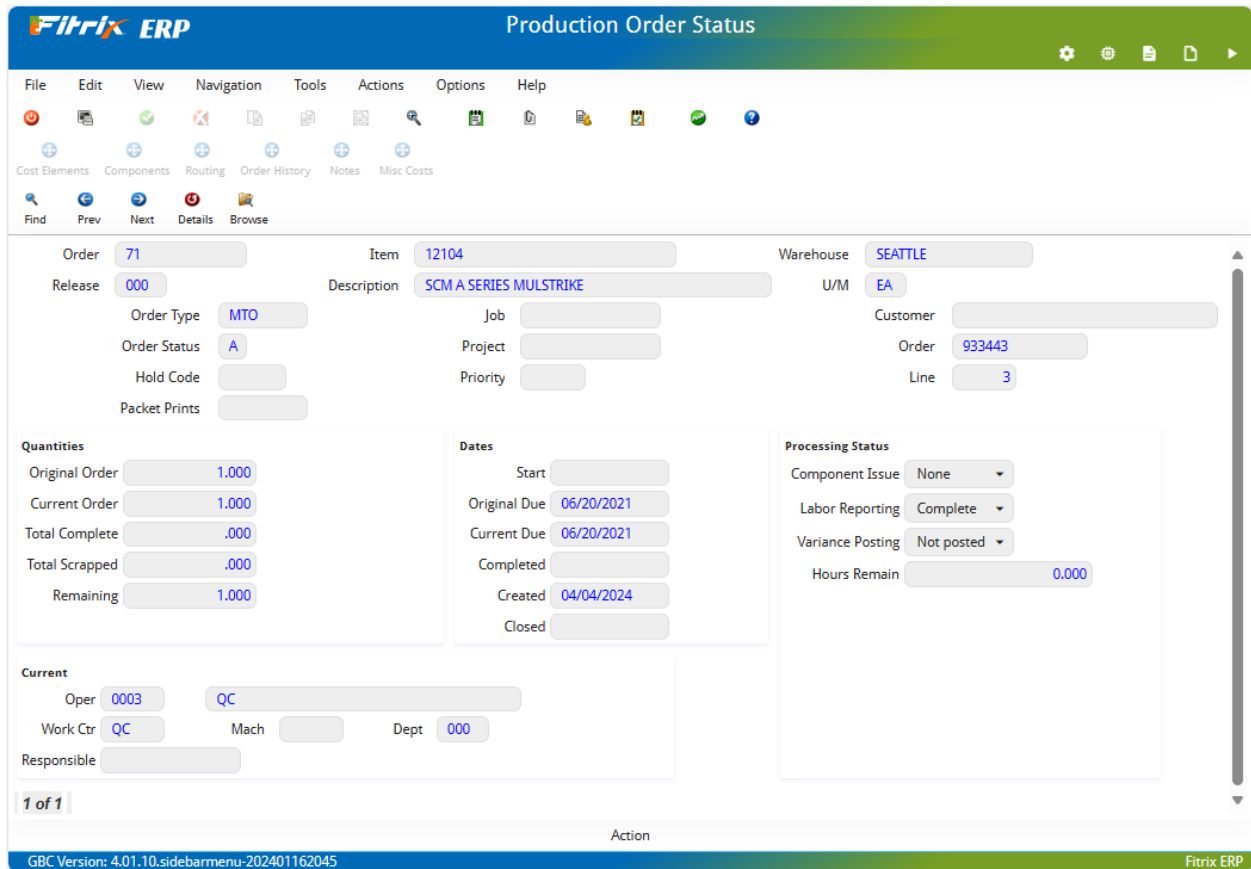 Fitrix ERP Production Order Status
File Edit View Navigation Tools Actions Options Help
Cost Elements Components Routing Order History Notes Misc Costs
Find Prev Next Details Browse
Order 71 Item 12104 Warehouse SEATTLE
Release 000 Description SCM A SERIES MULSTRIKE U/M EA
Order Type MTO Job Customer
Order Status A Project Order 933443
Hold Code Priority Line 3
Packet Prints
Quantities Dates Processing Status
Original Order 1.000 Start Component Issue None
Current Order 1.000 Original Due 06/20/2021 Labor Reporting Complete
Total Complete .000 Current Due 06/20/2021 Variance Posting Not posted
Total Scrapped .000 Completed Hours Remain 0.000
Remaining 1.000 Created 04/04/2024
Closed
Current
Oper 0003 QC
Work Ctr QC Mach Dept 000
Responsible
1 of 1
Action
GBC Version: 4.01.10.sidebarmenu-202401162045 Fitrix ERP